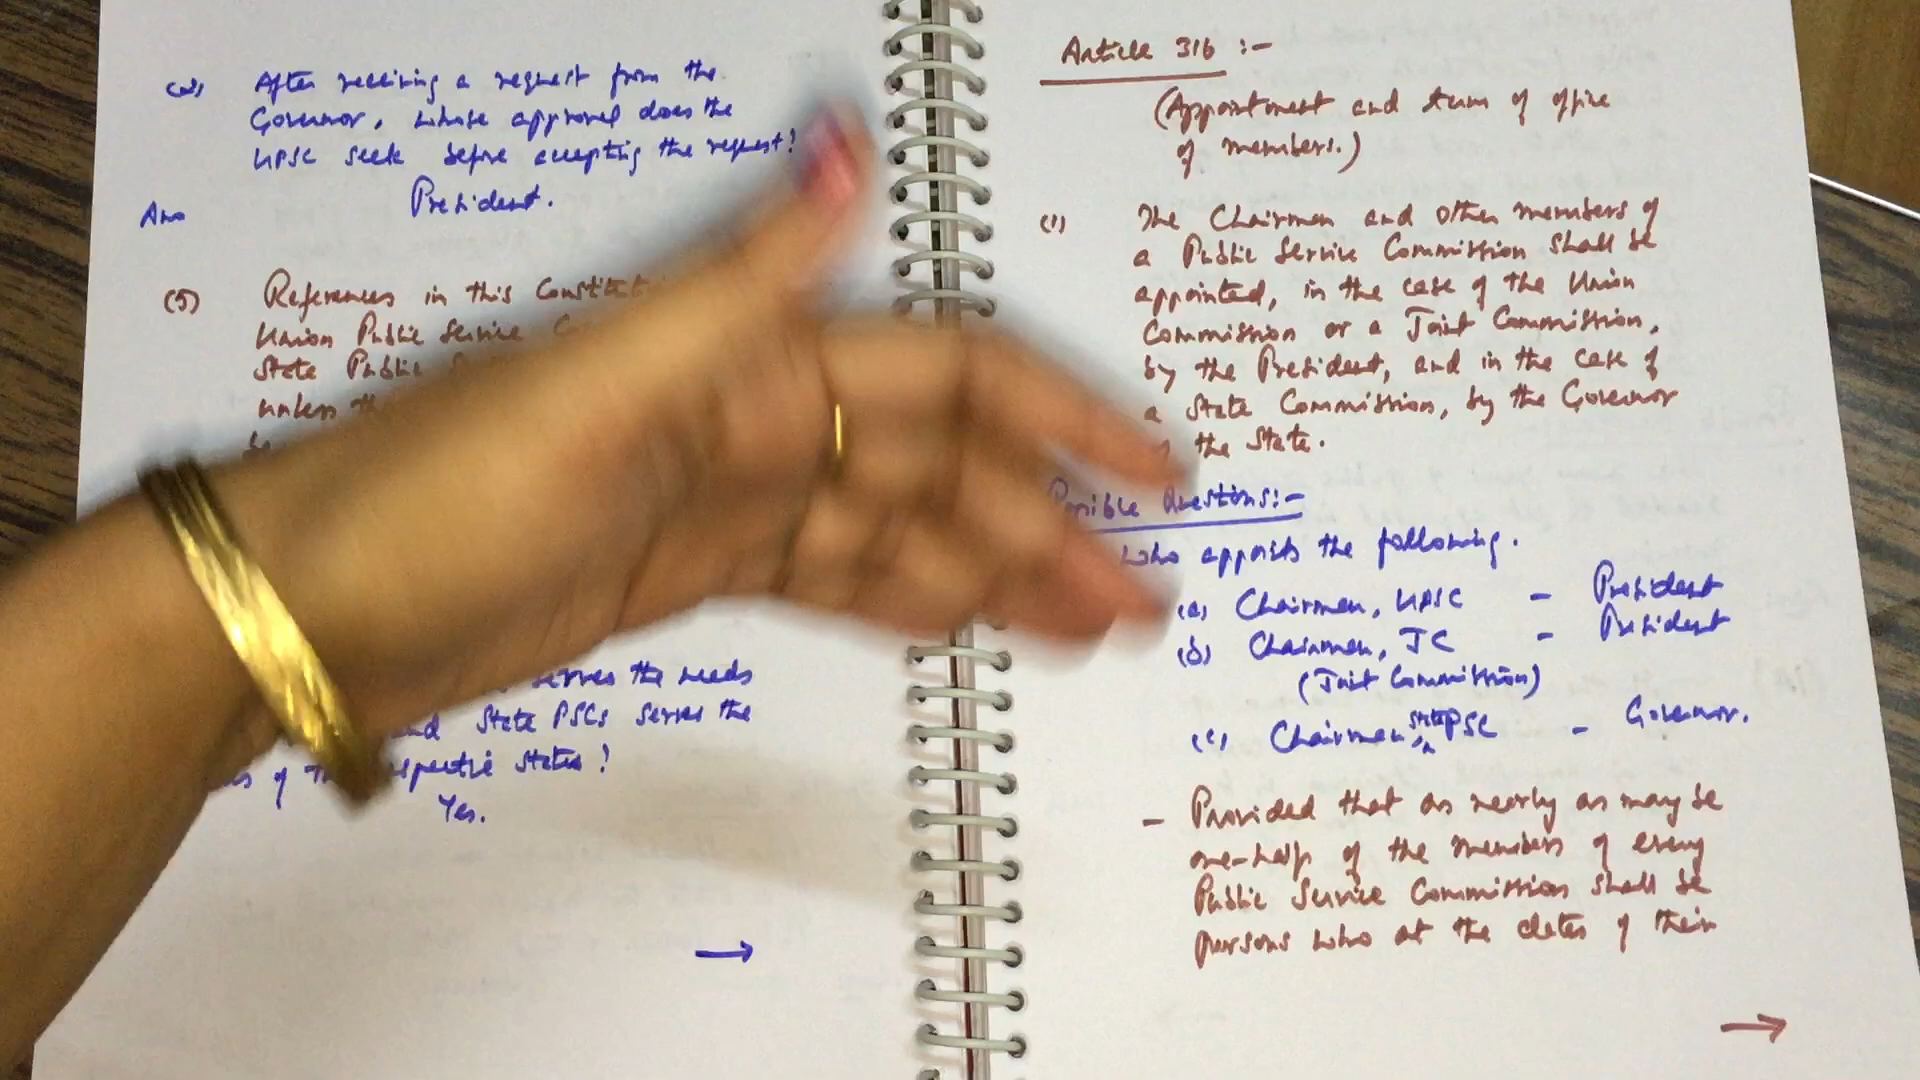 (a) After receiving a request from the
Governor, whose approval does the
UPSC seek before accepting the request?
Ans President.
(5) References in this
Union Public Service
State Public
unless
serves the needs
and State PSCs serves the
of respective states?
Yes.
Article 316 :-
(Appointment and term of office
of members.)
(1) The Chairman and other members of
a Public Service Commission shall be
appointed, in the case of the Union
Commission or a Joint Commission,
by the President, and in the case of
a State Commission, by the Governor
the State.
Possible Questions:-
who appoints the following.
(a) Chairman, UPSC - President
(b) Chairman, JC - President
(Joint Commission)
(c) Chairman, State PSC - Governor.
- Provided that as nearly as may be
one-half of the members of every
Public Service Commission shall be
persons who at the dates of their